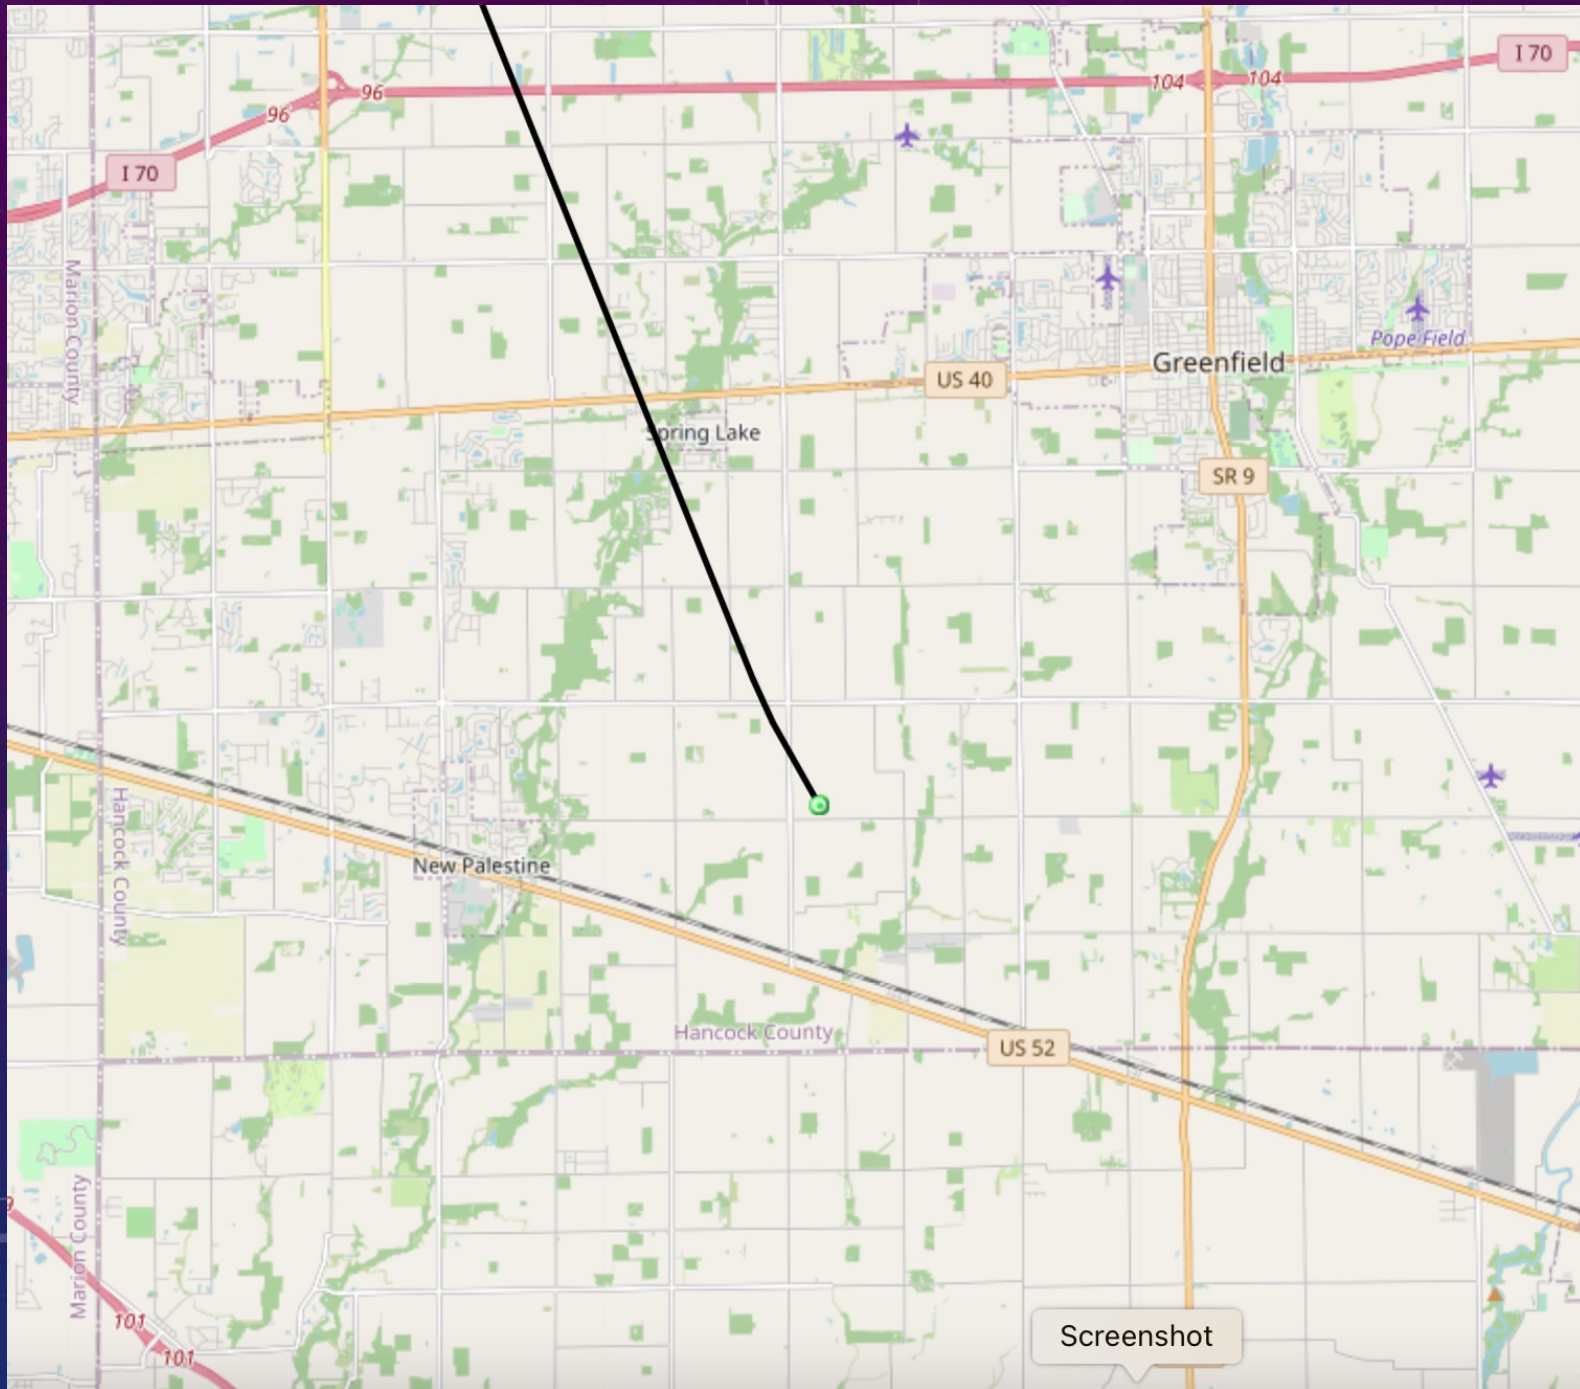 I 70
104
104
96
96
I 70
Marion County
Pope Field
Greenfield
US 40
Spring Lake
SR 9
Hancock County
New Palestine
Hancock County
US 52
Marion County
101
101
Screenshot